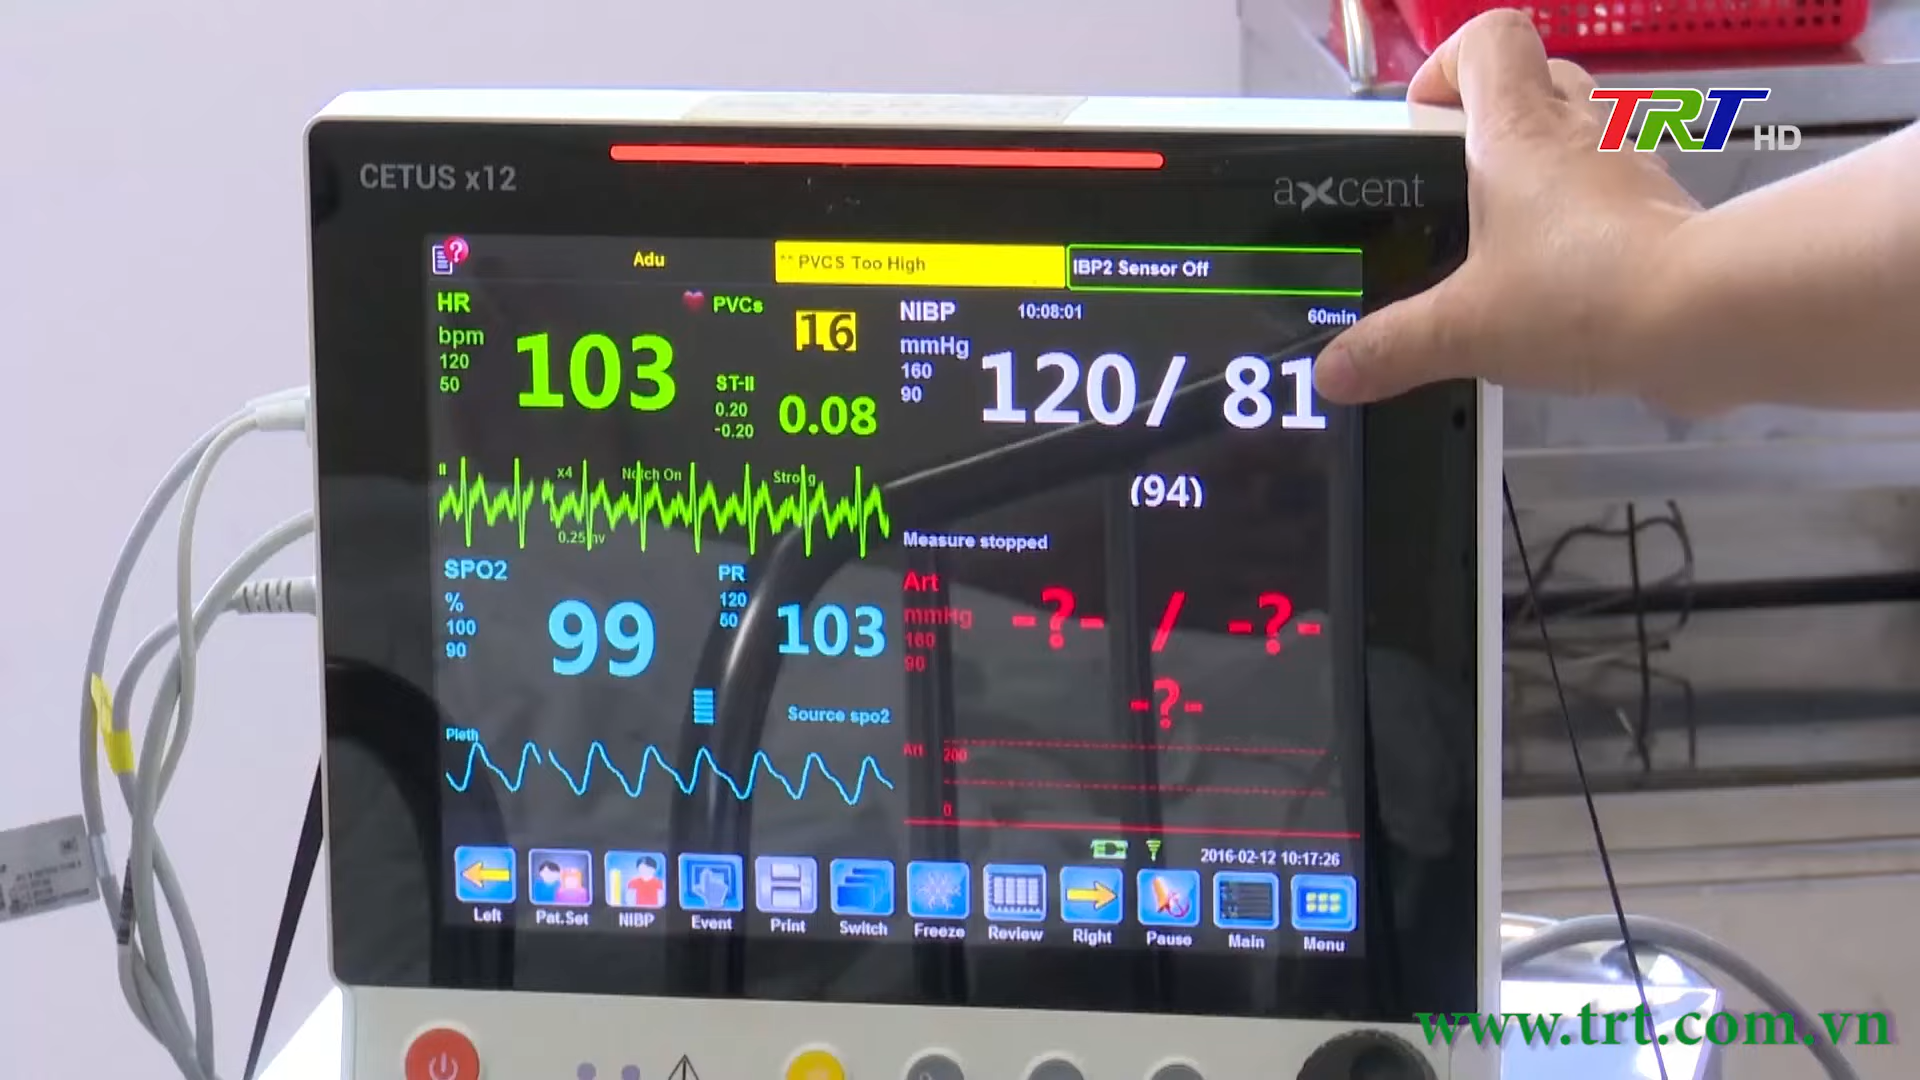 TRT HD
CETUS x12
axcent
Adu
** PVCS Too High
IBP2 Sensor Off
HR
bpm
120
50
103
PVCs
16
ST-II
0.20
-0.20
0.08
NIBP
10:08:01
60min
mmHg
160
90
120/ 81
(94)
Measure stopped
II
x4
Notch On
Strong
0.25mv
SPO2
%
100
90
99
PR
120
50
103
Source spo2
Pleth
Art
mmHg
160
90
-?- / -?-
-?-
Art
200
0
2016-02-12 10:17:26
Left
Pat.Set
NIBP
Event
Print
Switch
Freeze
Review
Right
Pause
Main
Menu
www.trt.com.vn